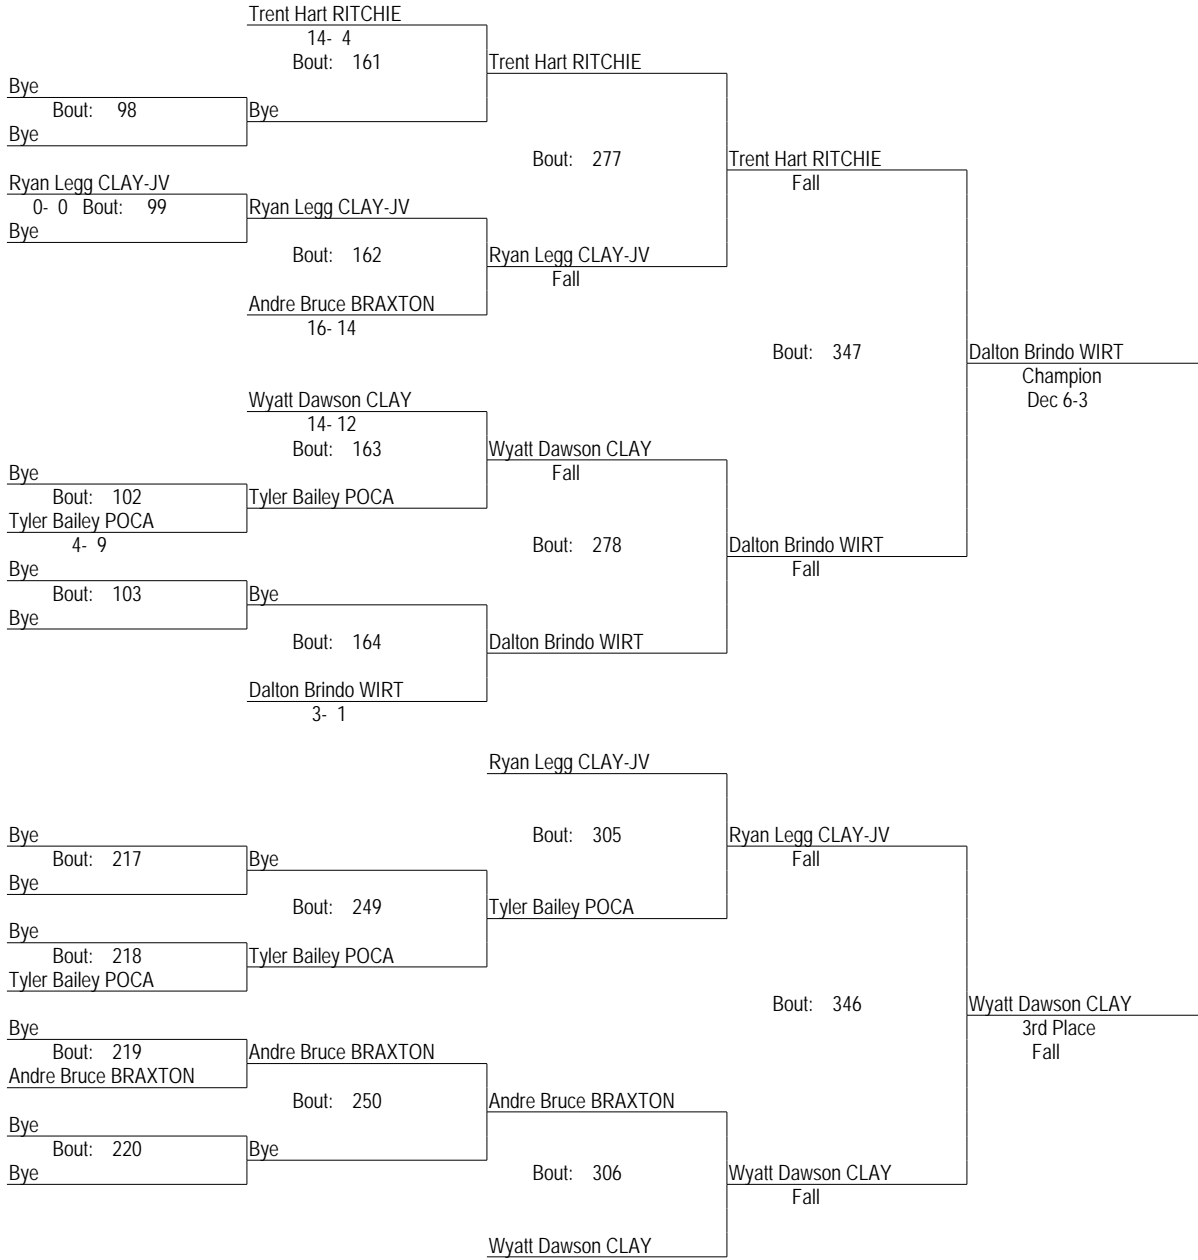 Trent Hart RITCHIE
14- 4
Bout: 161
Trent Hart RITCHIE
Bye
Bout: 98
Bye
Bye
Bout: 277
Trent Hart RITCHIE
Fall
Ryan Legg CLAY-JV
0- 0 Bout: 99
Ryan Legg CLAY-JV
Bye
Bout: 162
Ryan Legg CLAY-JV
Fall
Andre Bruce BRAXTON
16- 14
Bout: 347
Dalton Brindo WIRT
Champion
Dec 6-3
Wyatt Dawson CLAY
14- 12
Bout: 163
Wyatt Dawson CLAY
Fall
Bye
Bout: 102
Tyler Bailey POCA
Tyler Bailey POCA
4- 9
Bout: 278
Dalton Brindo WIRT
Fall
Bye
Bout: 103
Bye
Bye
Bout: 164
Dalton Brindo WIRT
Dalton Brindo WIRT
3- 1
Ryan Legg CLAY-JV
Bout: 305
Ryan Legg CLAY-JV
Fall
Bye
Bout: 217
Bye
Bye
Bout: 249
Tyler Bailey POCA
Bye
Bout: 218
Tyler Bailey POCA
Tyler Bailey POCA
Bout: 346
Wyatt Dawson CLAY
3rd Place
Fall
Bye
Bout: 219
Andre Bruce BRAXTON
Andre Bruce BRAXTON
Bout: 250
Andre Bruce BRAXTON
Bye
Bout: 220
Bye
Bye
Bout: 306
Wyatt Dawson CLAY
Fall
Wyatt Dawson CLAY